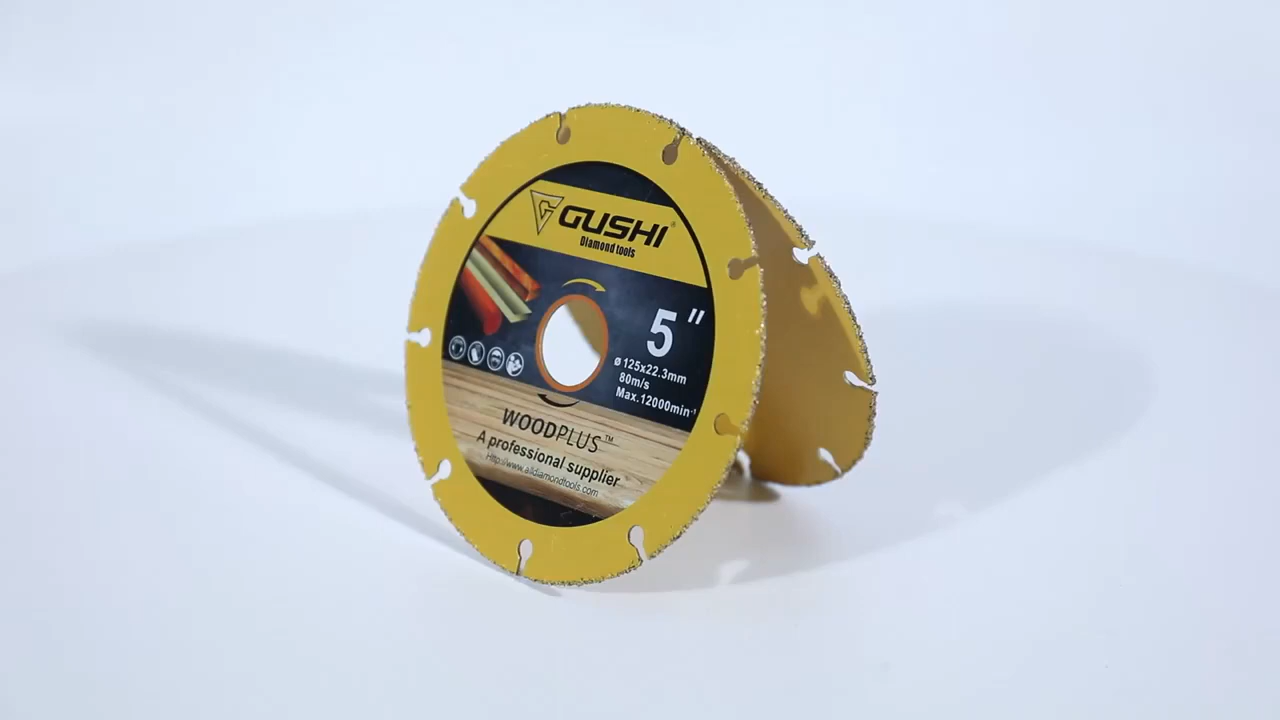 GUSHI®
Diamond tools
5"
ø125x22.3mm
80m/s
Max.12000min⁻¹
WOODPLUS™
A professional supplier
Http://www.alldiamondtools.com